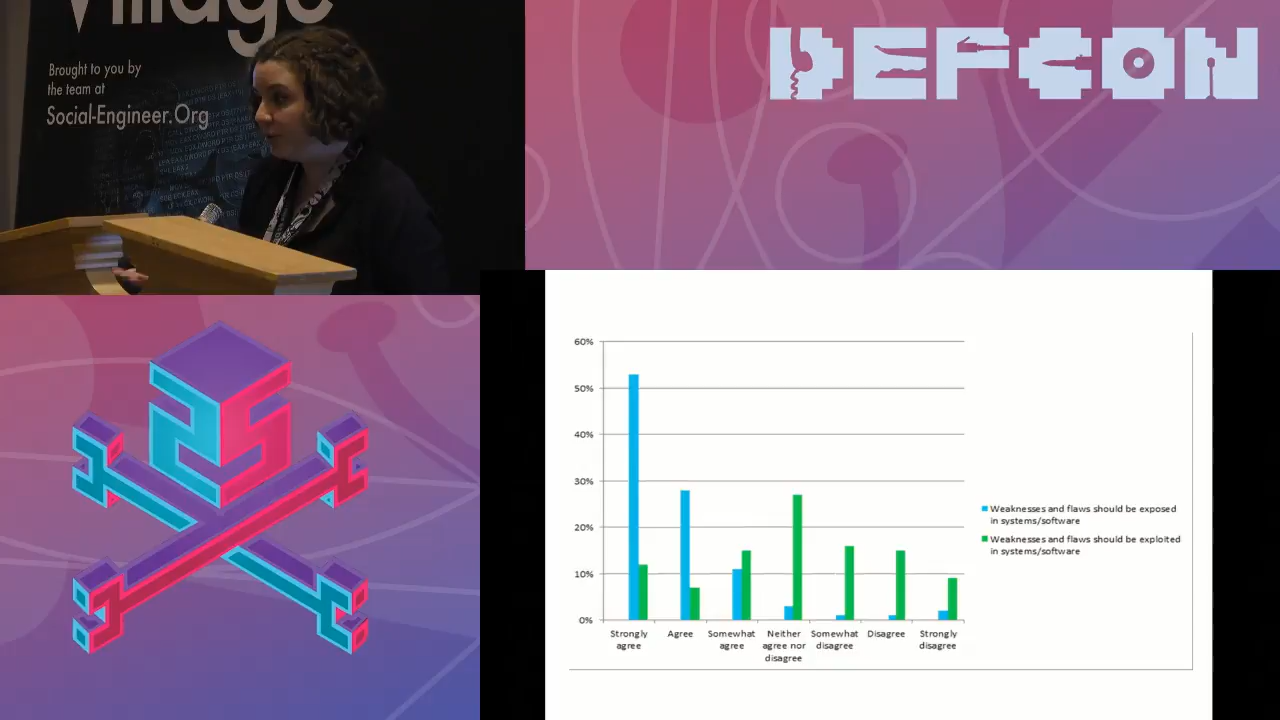 Village
Brought to you by
the team at
Social-Engineer.Org
DEFCON
25
60%
50%
40%
30%
20%
10%
0%
Strongly agree
Agree
Somewhat agree
Neither agree nor disagree
Somewhat disagree
Disagree
Strongly disagree
Weaknesses and flaws should be exposed
in systems/software
Weaknesses and flaws should be exploited
in systems/software